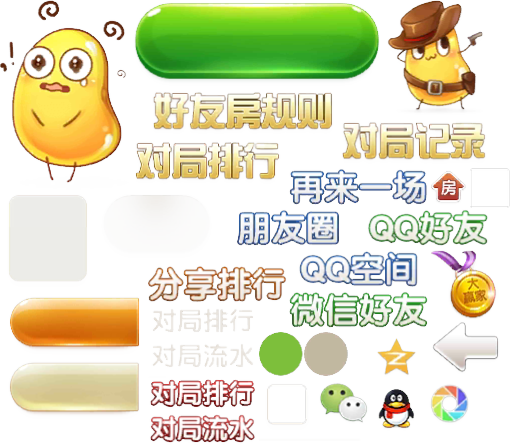 好友房规则
对局排行
对局记录
再来一场
房
朋友圈
QQ好友
分享排行
QQ空间
大
赢家
微信好友
对局排行
对局流水
对局排行
对局流水